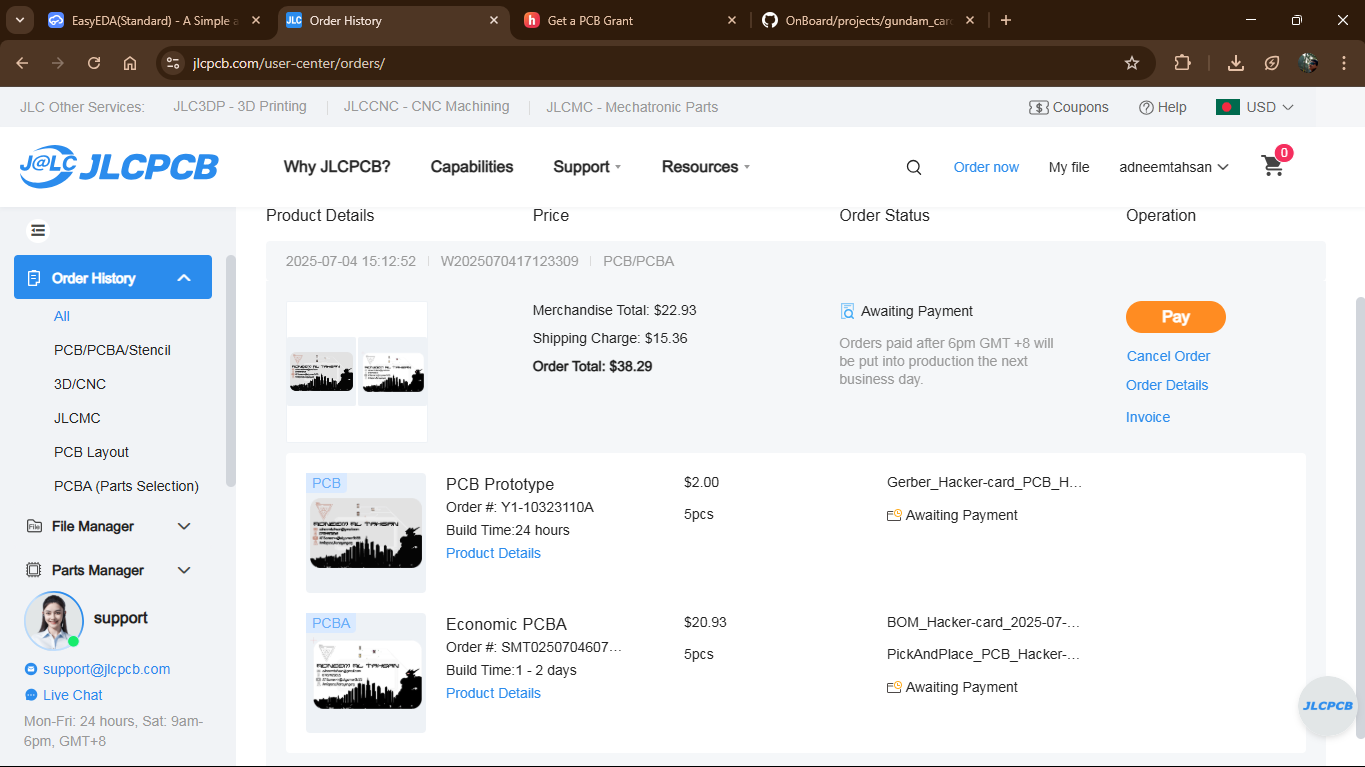 EasyEDA(Standard) - A Simple a
Order History
Get a PCB Grant
OnBoard/projects/gundam_car
jlcpcb.com/user-center/orders/
JLC Other Services:
JLC3DP - 3D Printing
JLCCNC - CNC Machining
JLCMC - Mechatronic Parts
Coupons
Help
USD
J@LC JLCPCB
Why JLCPCB?
Capabilities
Support
Resources
Order now
My file
adneemtahsan
0
Product Details
Price
Order Status
Operation
Order History
All
PCB/PCBA/Stencil
3D/CNC
JLCMC
PCB Layout
PCBA (Parts Selection)
File Manager
Parts Manager
support
support@jlcpcb.com
Live Chat
Mon-Fri: 24 hours, Sat: 9am-
6pm, GMT+8
2025-07-04 15:12:52
W2025070417123309
PCB/PCBA
Merchandise Total: $22.93
Shipping Charge: $15.36
Order Total: $38.29
Awaiting Payment
Orders paid after 6pm GMT +8 will
be put into production the next
business day.
Pay
Cancel Order
Order Details
Invoice
PCB
ADNEEM AL TAHSAN
PCB Prototype
Order #: Y1-10323110A
Build Time:24 hours
Product Details
$2.00
5pcs
Gerber_Hacker-card_PCB_H...
Awaiting Payment
PCBA
ADNEEM AL TAHSAN
Economic PCBA
Order #: SMT0250704607...
Build Time:1 - 2 days
Product Details
$20.93
5pcs
BOM_Hacker-card_2025-07-...
PickAndPlace_PCB_Hacker-...
Awaiting Payment
JLCPCB